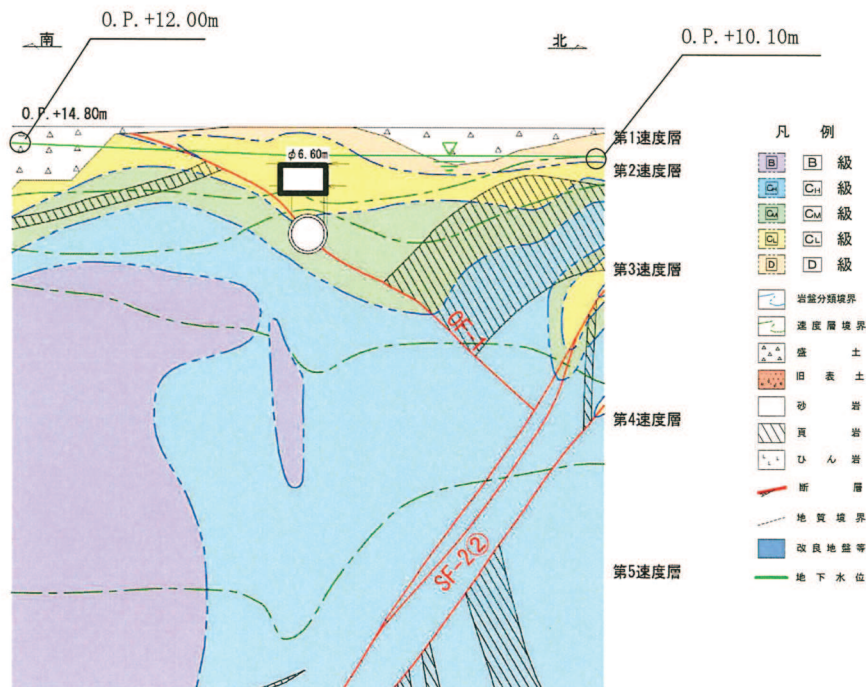 O.P.+12.00m
南
北
O.P.+10.10m
O.P.+14.80m
φ6.60m
第1速度層
第2速度層
第3速度層
第4速度層
第5速度層
SF-2②
凡 例
B B 級
CH CH 級
CM CM 級
CL CL 級
D D 級
岩盤分類境界
速度層境界
盛 土
旧 表 土
砂 岩
頁 岩
ひ ん 岩
断 層
地 質 境 界
改良地盤等
地 下 水 位